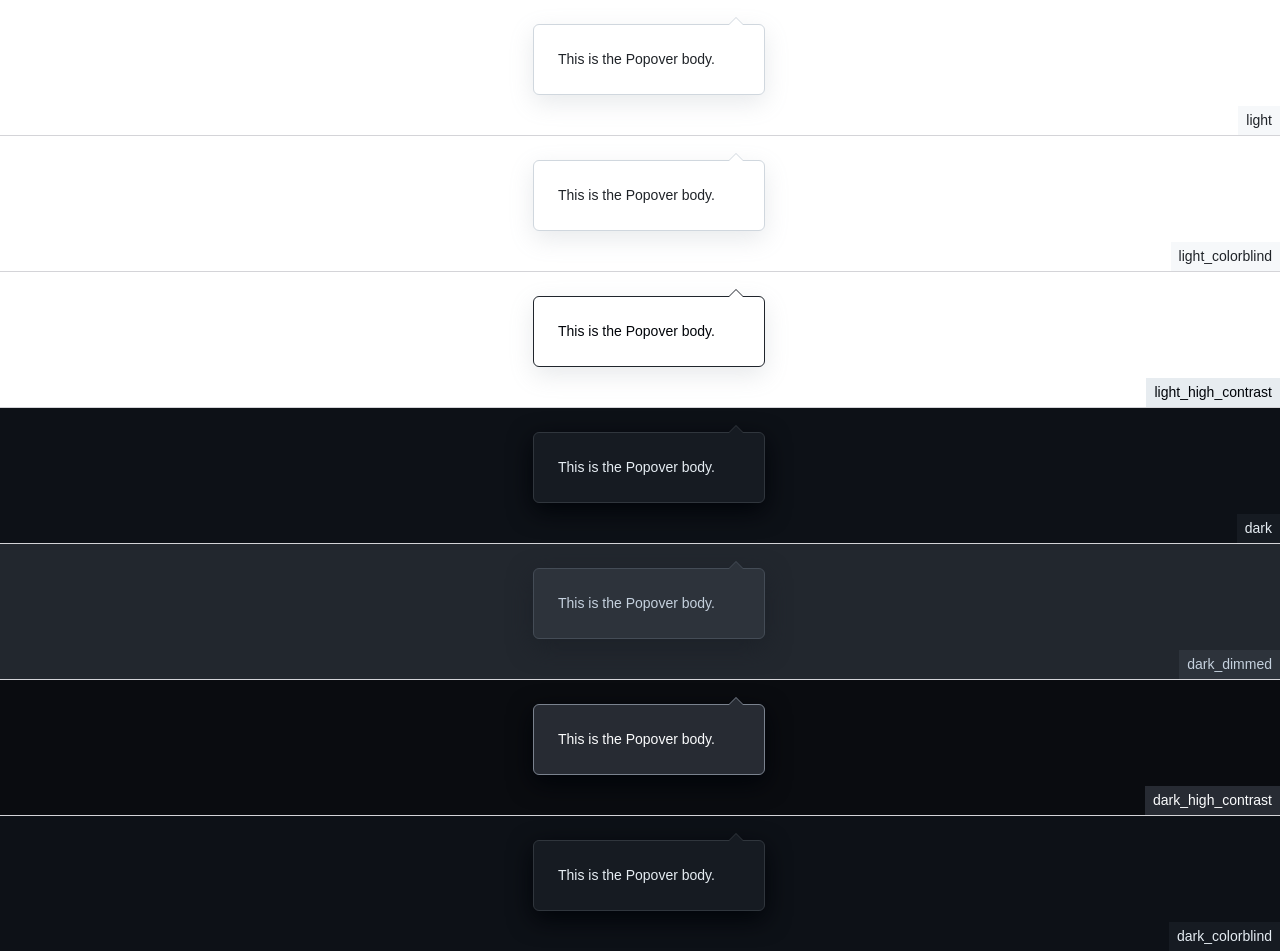 This is the Popover body.
light
This is the Popover body.
light_colorblind
This is the Popover body.
light_high_contrast
This is the Popover body.
dark
This is the Popover body.
dark_dimmed
This is the Popover body.
dark_high_contrast
This is the Popover body.
dark_colorblind